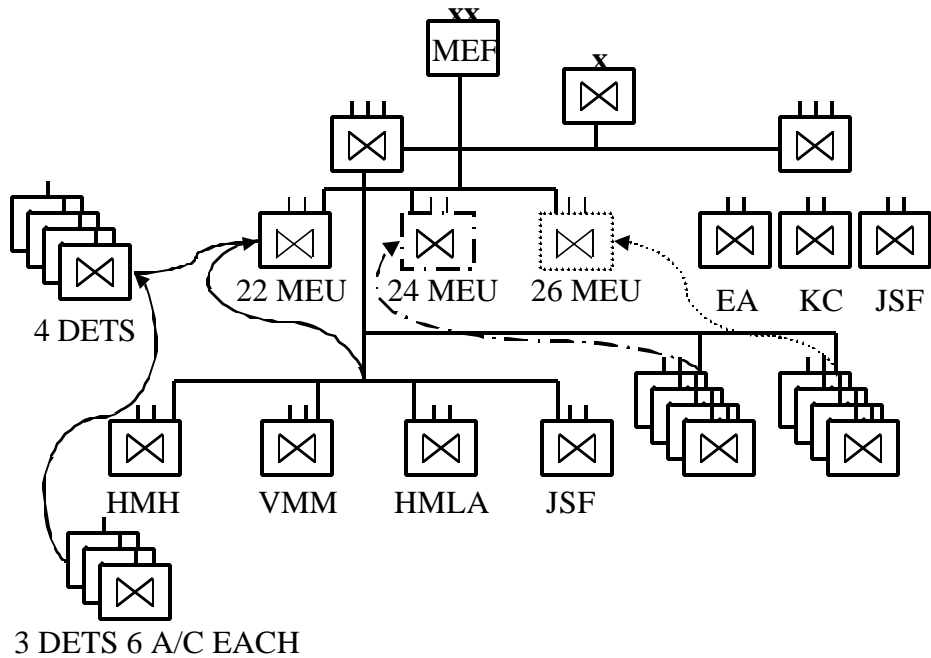 xx
MEF
x
22 MEU
24 MEU
26 MEU
EA
KC
JSF
4 DETS
HMH
VMM
HMLA
JSF
3 DETS 6 A/C EACH